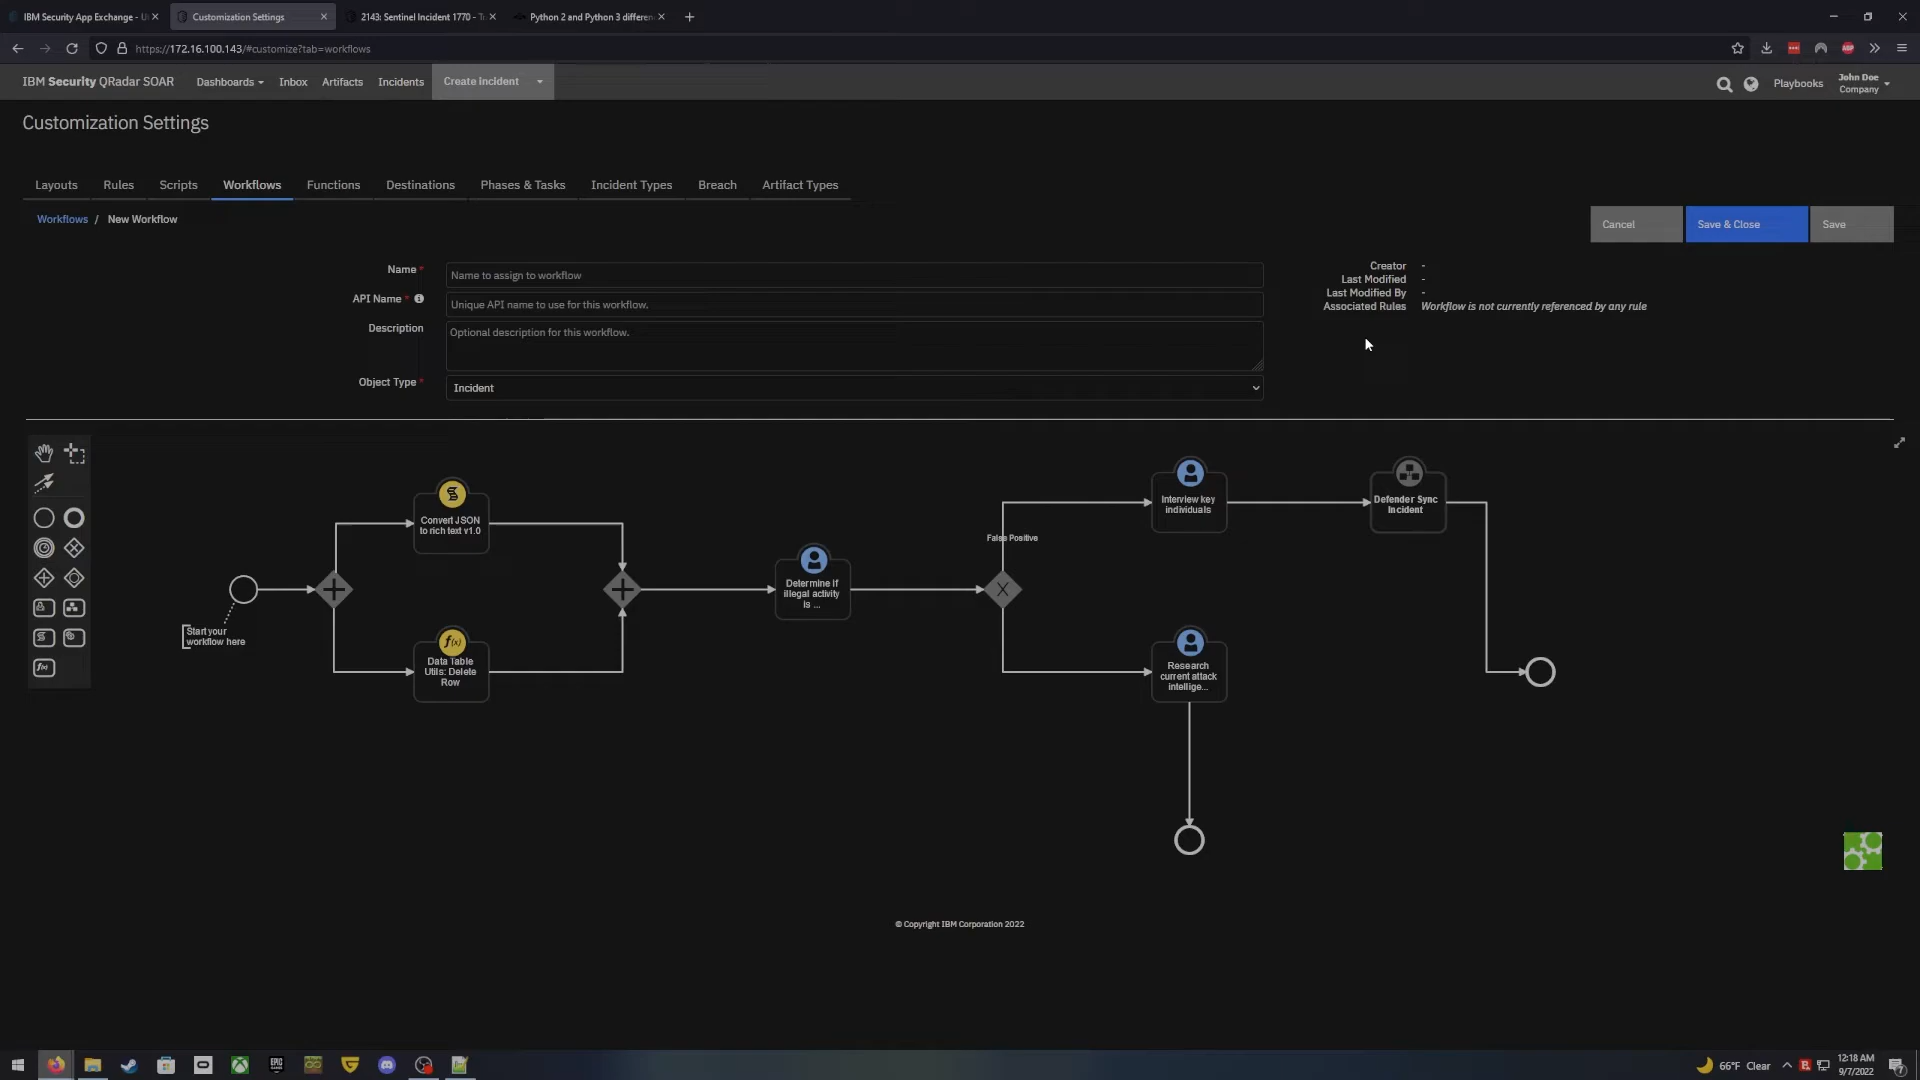 IBM Security App Exchange - U
Customization Settings
2143: Sentinel Incident 1770 - T
Python 2 and Python 3 differen
https://172.16.100.143/#customize?tab=workflows
IBM Security QRadar SOAR
Dashboards
Inbox
Artifacts
Incidents
Create incident
Playbooks
John Doe
Company
Customization Settings
Layouts
Rules
Scripts
Workflows
Functions
Destinations
Phases & Tasks
Incident Types
Breach
Artifact Types
Workflows / New Workflow
Cancel
Save & Close
Save
Name *
Name to assign to workflow
API Name *
Unique API name to use for this workflow.
Description
Optional description for this workflow.
Object Type *
Incident
Creator -
Last Modified -
Last Modified By -
Associated Rules Workflow is not currently referenced by any rule
Start your
workflow here
Convert JSON
to rich text v1.0
f(x)
Data Table
Utils: Delete
Row
Determine if
illegal activity
is ...
False Positive
X
Interview key
individuals
Research
current attack
intellige...
Defender Sync
Incident
© Copyright IBM Corporation 2022
66°F Clear
12:18 AM
9/7/2022